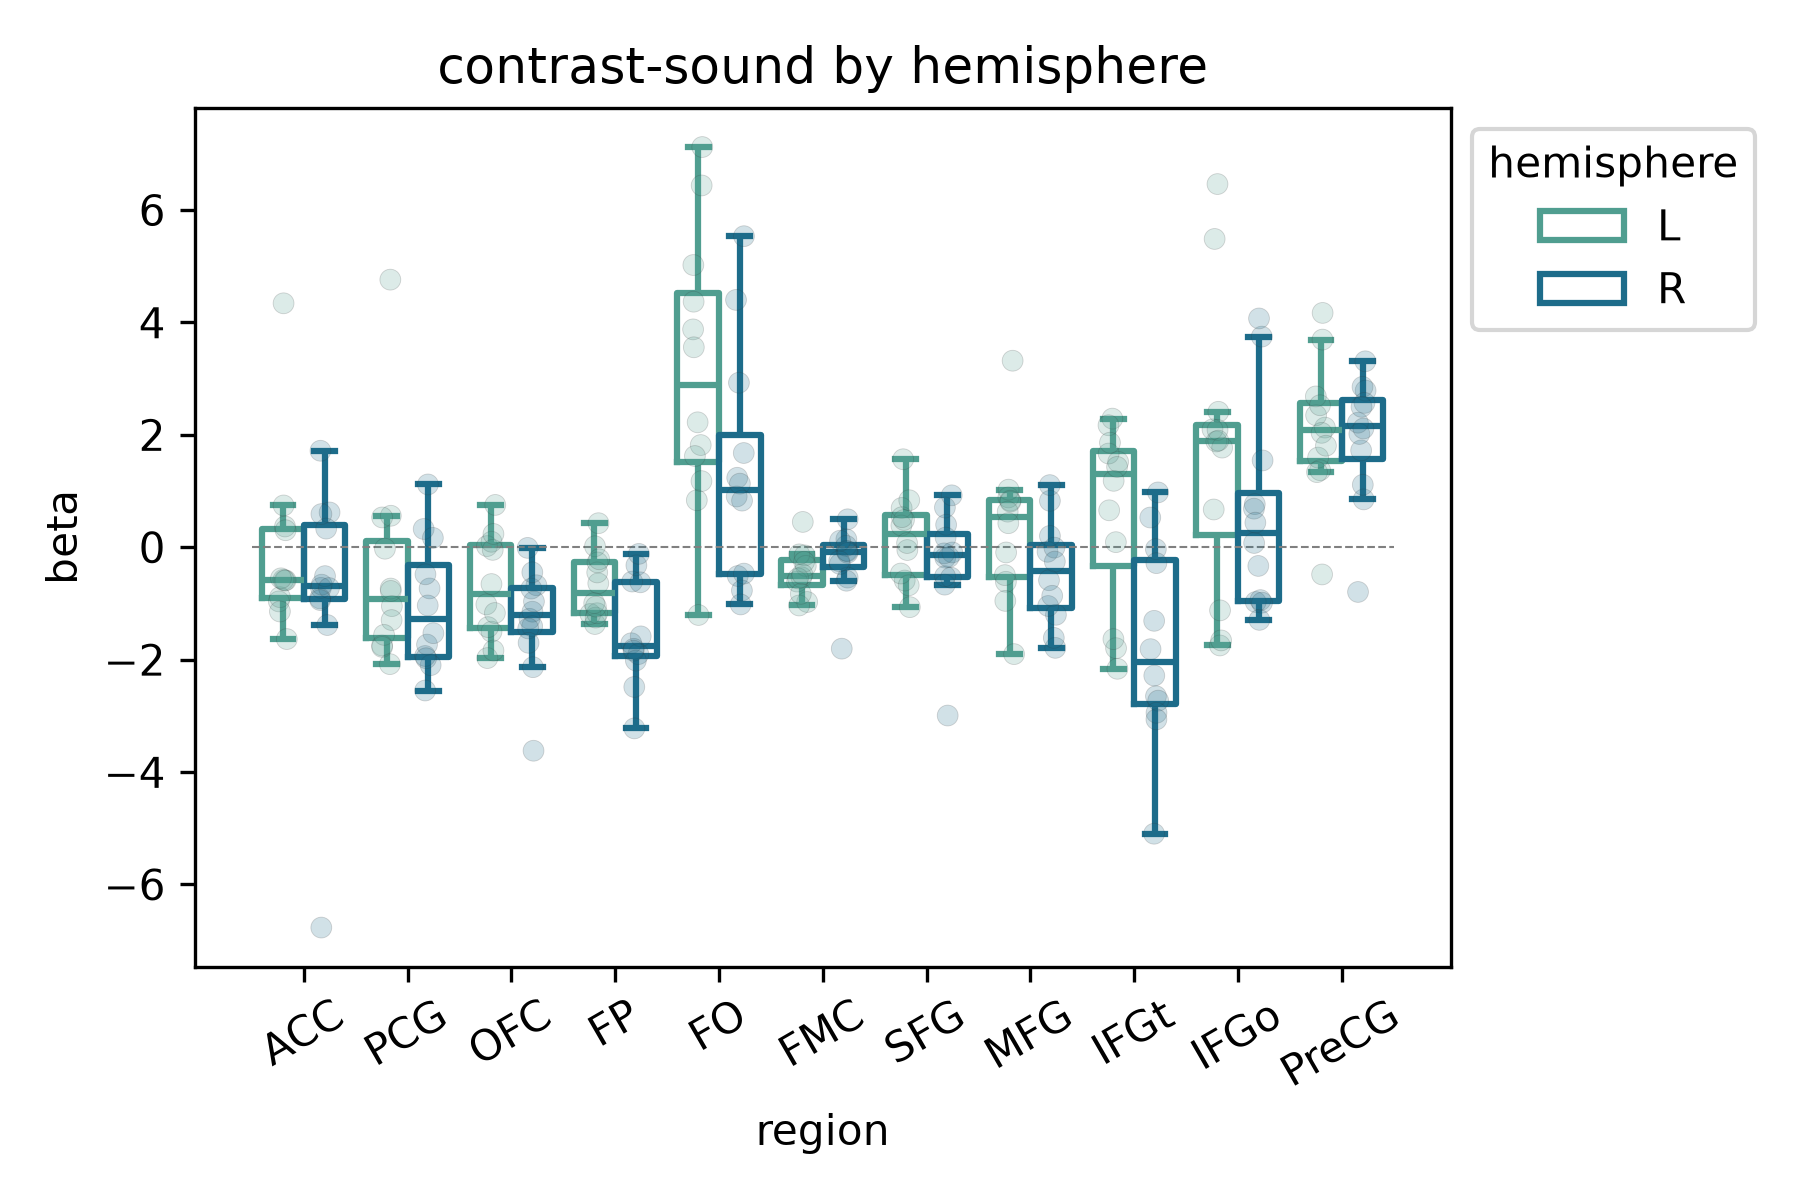 contrast-sound by hemisphere
hemisphere
L
R
6
4
2
0
−2
−4
−6
beta
ACC
PCG
OFC
FP
FO
FMC
SFG
MFG
IFGt
IFGo
PreCG
region